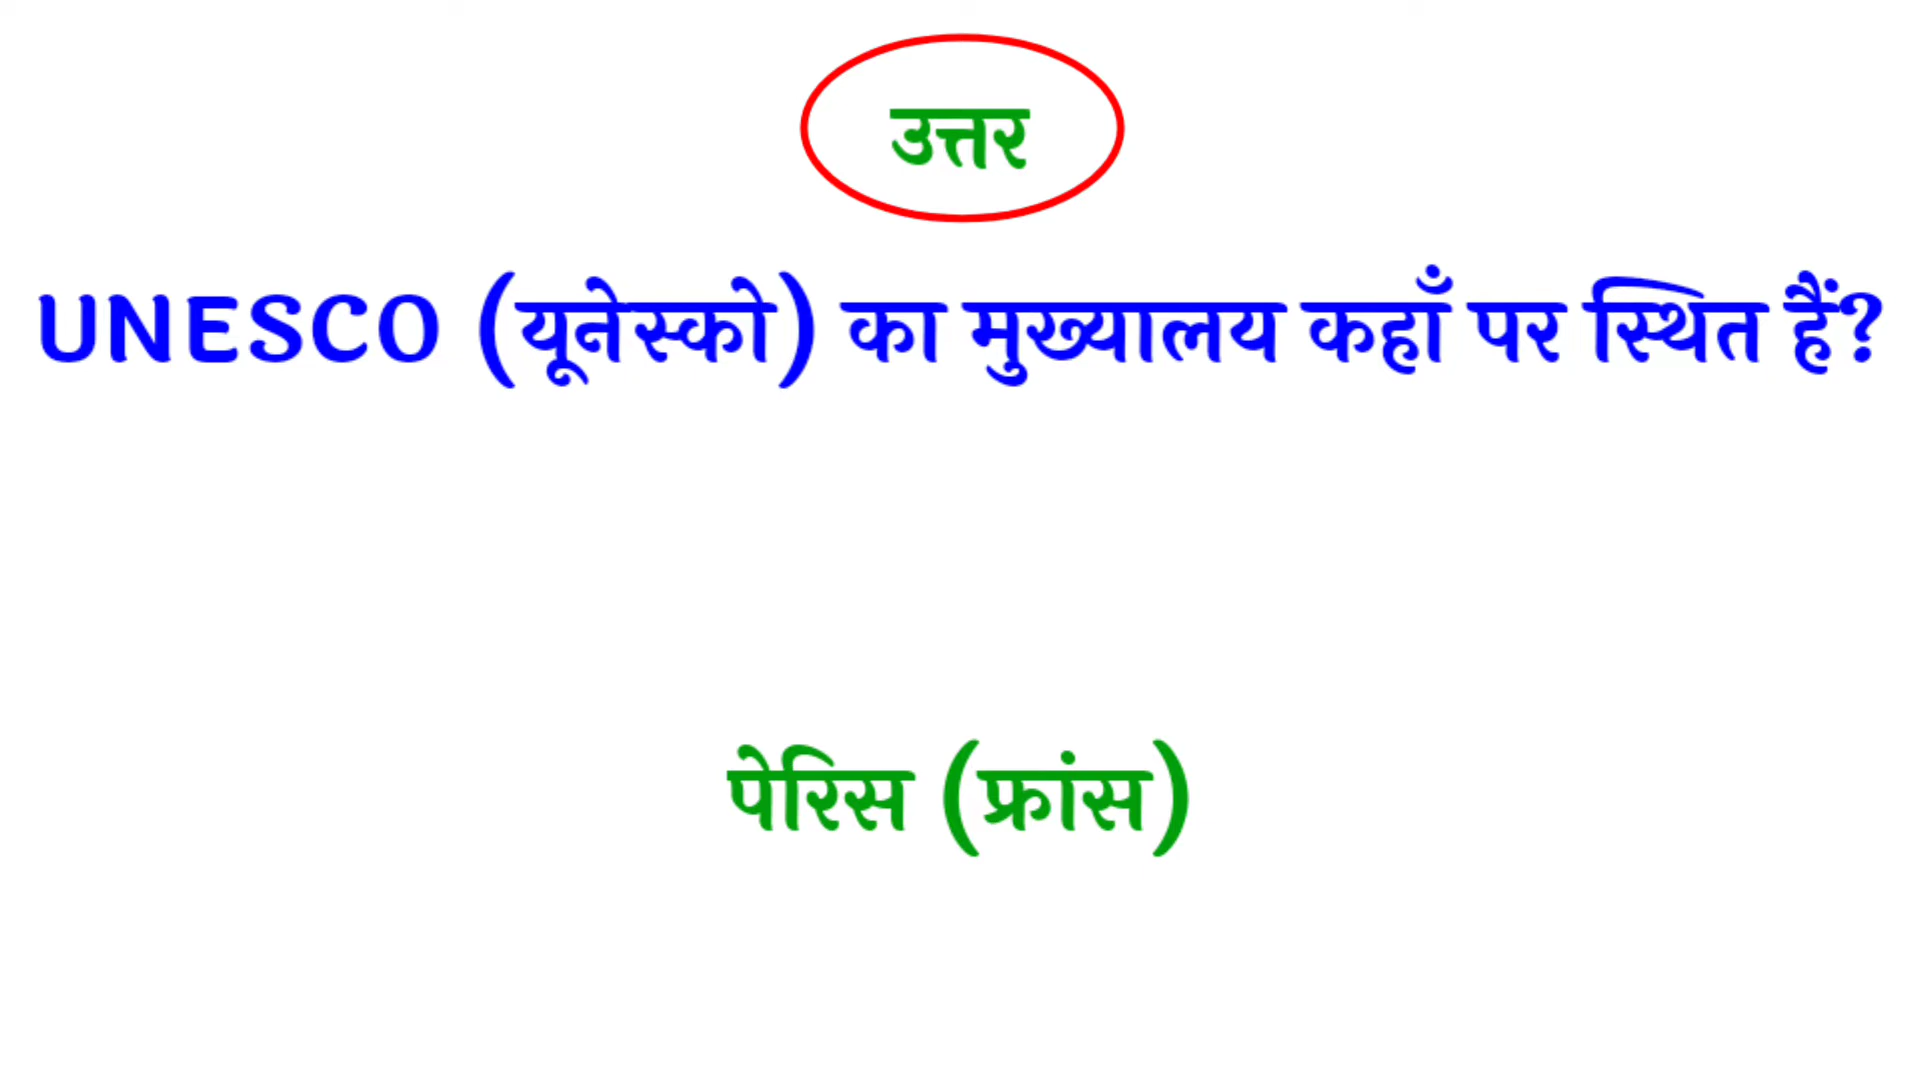 उत्तर
UNESCO (यूनेस्को) का मुख्यालय कहाँ पर स्थित हैं?
पेरिस (फ्रांस)